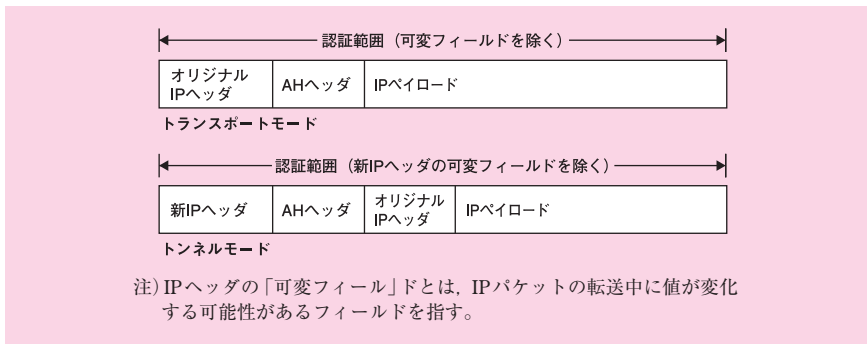 認証範囲（可変フィールドを除く）
オリジナル
IPヘッダ
AHヘッダ
IPペイロード
トランスポートモード
認証範囲（新IPヘッダの可変フィールドを除く）
新IPヘッダ
AHヘッダ
オリジナル
IPヘッダ
IPペイロード
トンネルモード
注）IPヘッダの「可変フィール」ドとは，IPパケットの転送中に値が変化
する可能性があるフィールドを指す。